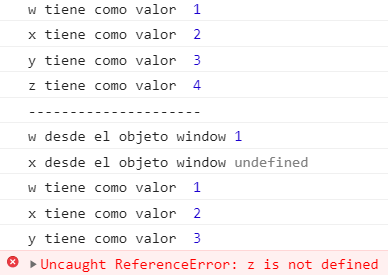 w tiene como valor 1
x tiene como valor 2
y tiene como valor 3
z tiene como valor 4
---------------------
w desde el objeto window 1
x desde el objeto window undefined
w tiene como valor 1
x tiene como valor 2
y tiene como valor 3
Uncaught ReferenceError: z is not defined